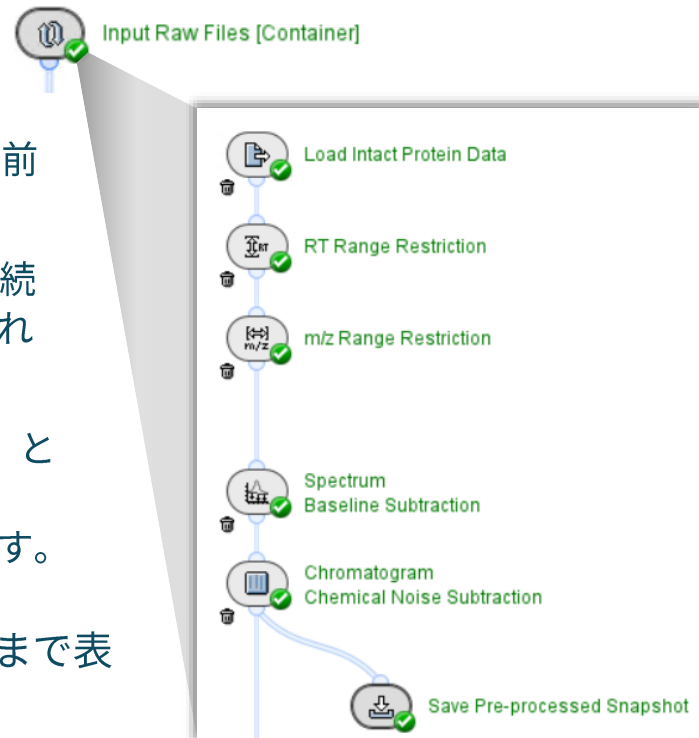 Input Raw Files [Container]
前
続
れ
と
す。
まで表
Load Intact Protein Data
RT
RT Range Restriction
m/z
m/z Range Restriction
Spectrum
Baseline Subtraction
Chromatogram
Chemical Noise Subtraction
Save Pre-processed Snapshot